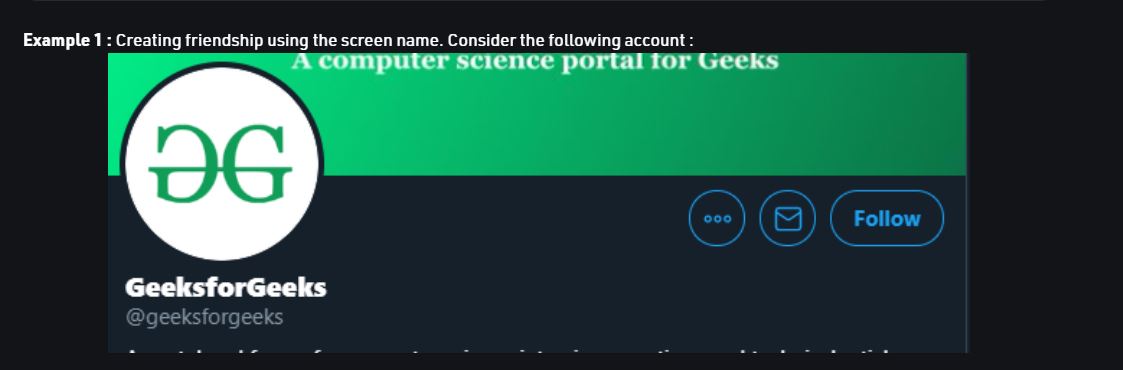 Example 1 : Creating friendship using the screen name. Consider the following account :
A computer science portal for Geeks
Follow
GeeksforGeeks
@geeksforgeeks